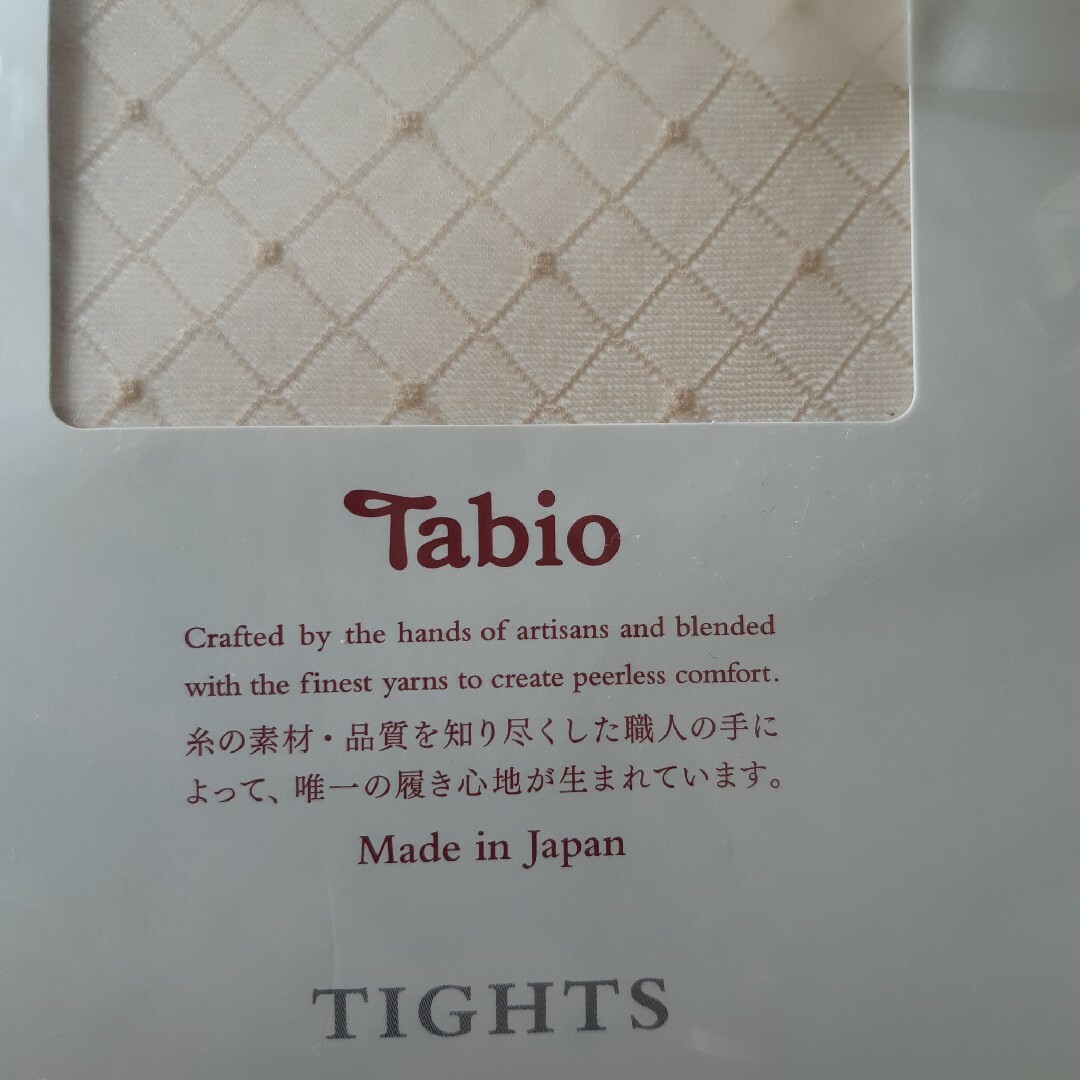 Tabio
Crafted by the hands of artisans and blended
with the finest yarns to create peerless comfort.
糸の素材・品質を知り尽くした職人の手に
よって、唯一の履き心地が生まれています。
Made in Japan
TIGHTS